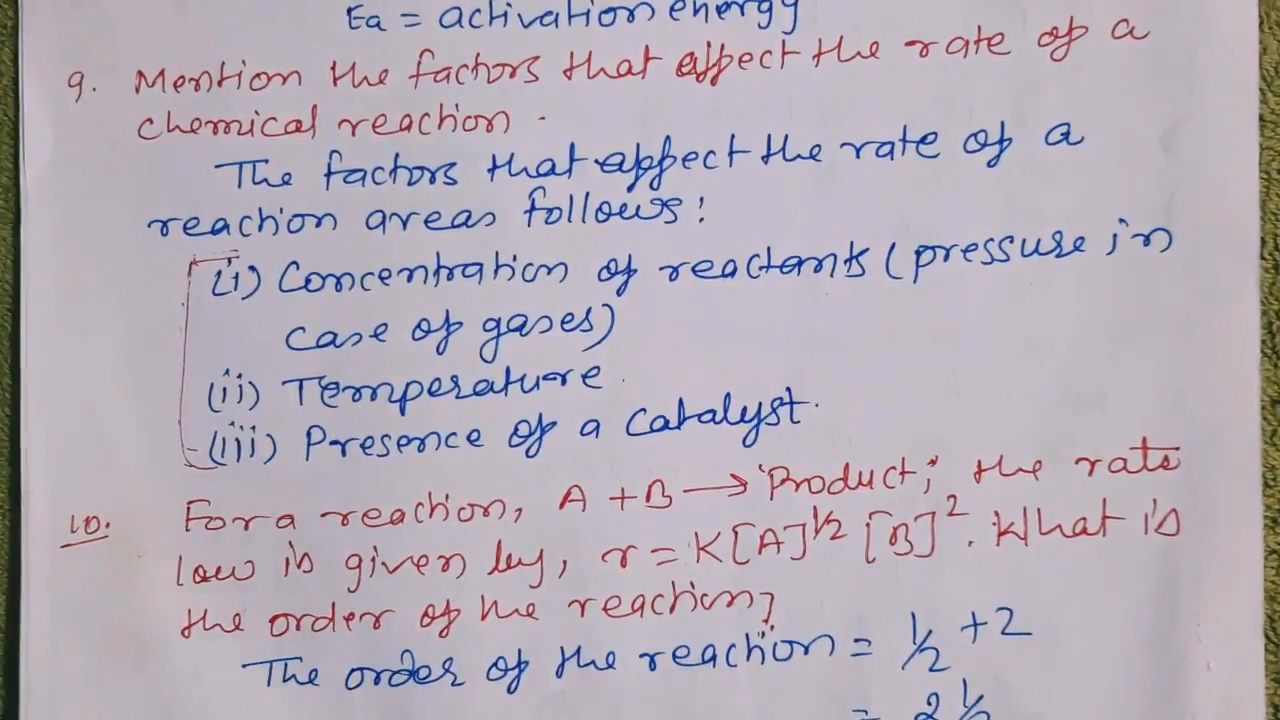 Ea = activation energy
9. Mention the factors that affect the rate of a
chemical reaction.
The factors that affect the rate of a
reaction are as follows:
(i) Concentration of reactants (pressure in
case of gases)
(ii) Temperature.
(iii) Presence of a catalyst.
10. For a reaction, A + B → 'Product'; the rate
law is given by, r = K[A]^½ [B]². What is
the order of the reaction?
The order of the reaction = ½ + 2
= 2 ½